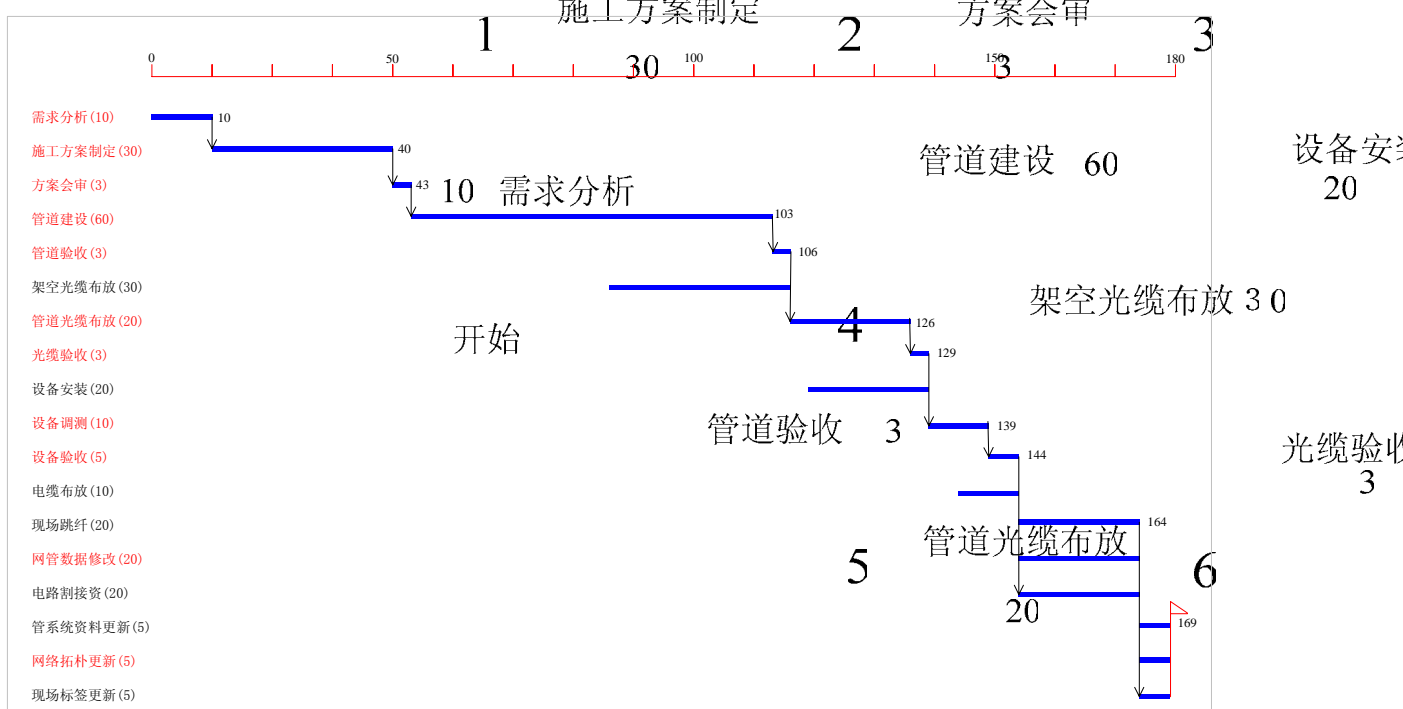 施工方案制定 方案会审
1 2 3
0 50 100 150 180
30 3
需求分析(10) 10
施工方案制定(30) 40
管道建设 60 设备安
20
方案会审(3) 43 10 需求分析
管道建设(60) 103
管道验收(3) 106
架空光缆布放(30) 架空光缆布放 3 0
管道光缆布放(20) 4 126
开始
光缆验收(3) 129
设备安装(20)
设备调测(10) 139
管道验收 3
光缆验收
3
设备验收(5) 144
电缆布放(10)
现场跳纤(20) 164
管道光缆布放
20
网管数据修改(20) 5 6
电路割接资(20)
管系统资料更新(5) 169
网络拓朴更新(5)
现场标签更新(5)